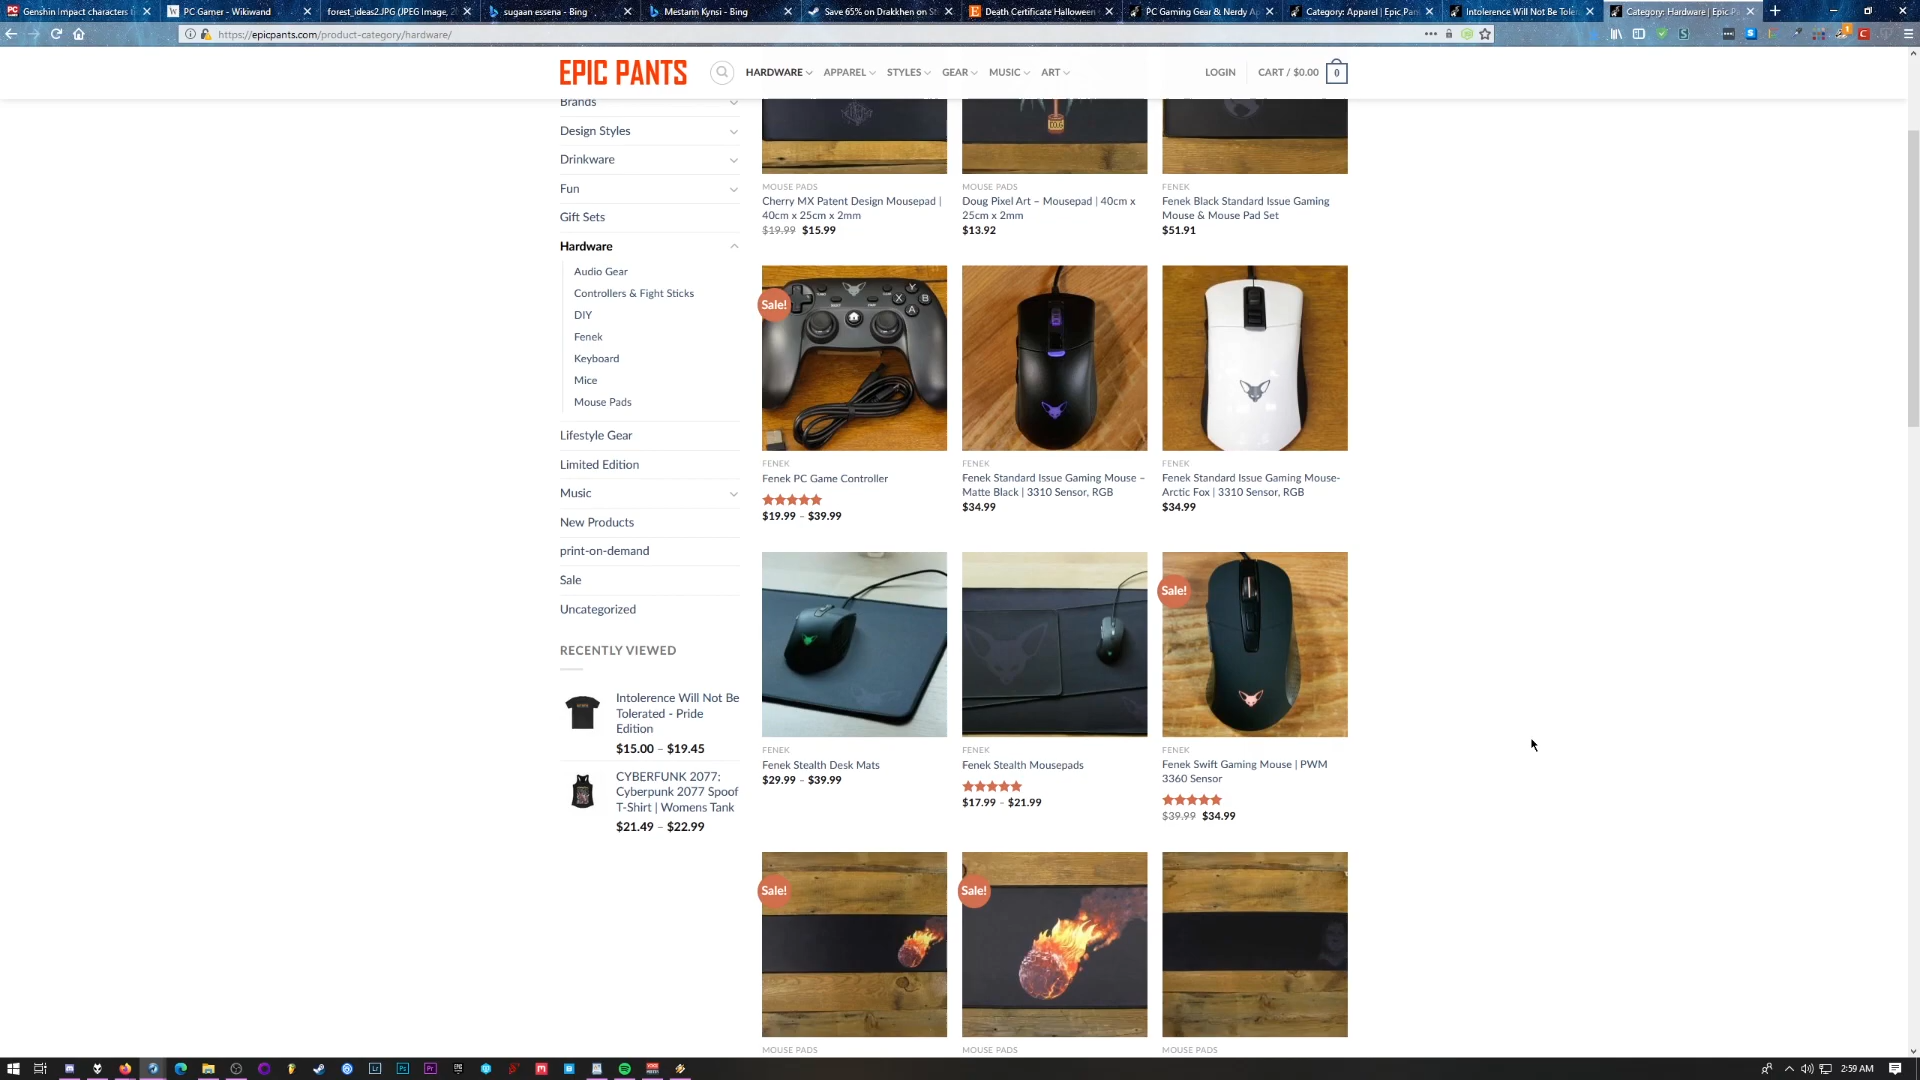 Genshin Impact characters
PC Gamer - Wikiwand
forest_ideas2.JPG (JPEG Image, 2
sugaan essena - Bing
Mestarin Kynsi - Bing
Save 65% on Drakkhen on S
Death Certificate Halloween
PC Gaming Gear & Nerdy A
Category: Apparel | Epic Pan
Intolerence Will Not Be Tole
Category: Hardware | Epic P
https://epicpants.com/product-category/hardware/
EPIC PANTS
HARDWARE
APPAREL
STYLES
GEAR
MUSIC
ART
LOGIN
CART / $0.00
0
Brands
Design Styles
Drinkware
Fun
Gift Sets
Hardware
Audio Gear
Controllers & Fight Sticks
DIY
Fenek
Keyboard
Mice
Mouse Pads
Lifestyle Gear
Limited Edition
Music
New Products
print-on-demand
Sale
Uncategorized
RECENTLY VIEWED
Intolerence Will Not Be
Tolerated - Pride
Edition
$15.00 – $19.45
CYBERFUNK 2077;
Cyberpunk 2077 Spoof
T-Shirt | Womens Tank
$21.49 – $22.99
MOUSE PADS
Cherry MX Patent Design Mousepad |
40cm x 25cm x 2mm
$19.99 $15.99
MOUSE PADS
Doug Pixel Art – Mousepad | 40cm x
25cm x 2mm
$13.92
FENEK
Fenek Black Standard Issue Gaming
Mouse & Mouse Pad Set
$51.91
Sale!
FENEK
Fenek PC Game Controller
$19.99 – $39.99
FENEK
Fenek Standard Issue Gaming Mouse –
Matte Black | 3310 Sensor, RGB
$34.99
FENEK
Fenek Standard Issue Gaming Mouse-
Arctic Fox | 3310 Sensor, RGB
$34.99
FENEK
Fenek Stealth Desk Mats
$29.99 – $39.99
FENEK
Fenek Stealth Mousepads
$17.99 – $21.99
Sale!
FENEK
Fenek Swift Gaming Mouse | PWM
3360 Sensor
$39.99 $34.99
Sale!
Sale!
MOUSE PADS
MOUSE PADS
MOUSE PADS
2:59 AM